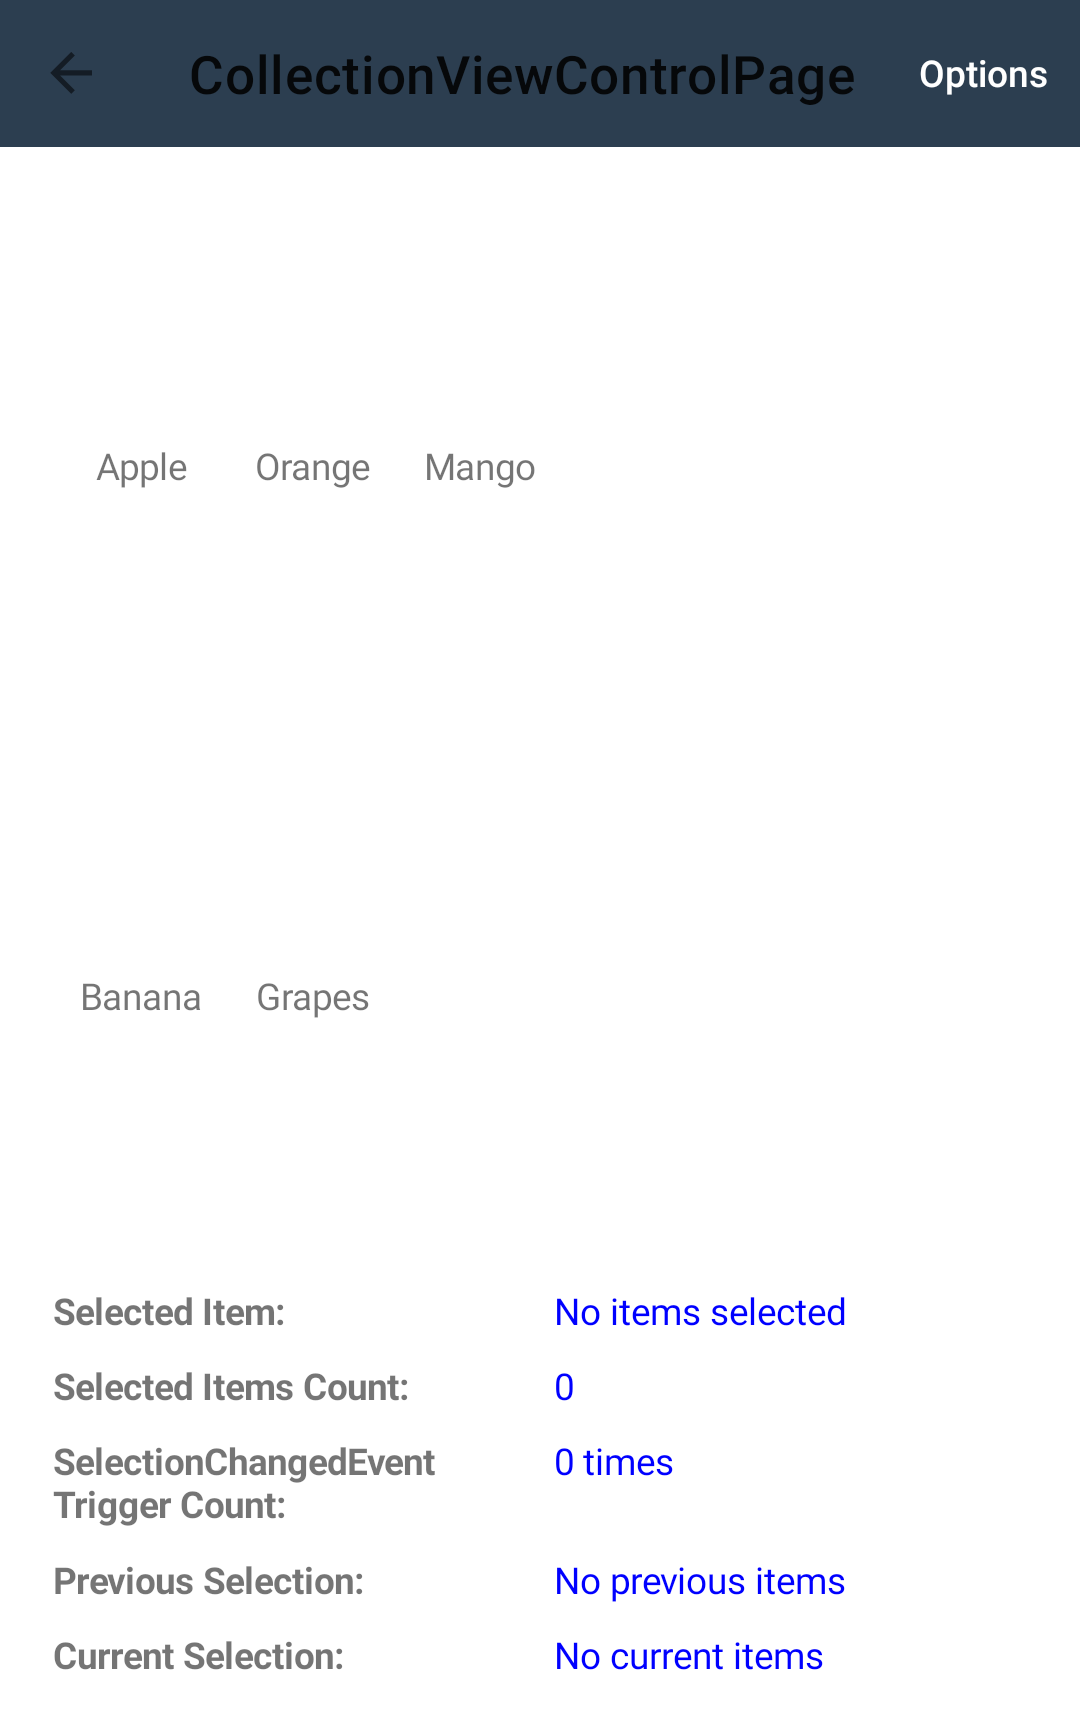 CollectionViewControlPage Options
Apple Orange Mango
Banana Grapes
Selected Item: No items selected
Selected Items Count: 0
SelectionChangedEvent 0 times
Trigger Count:
Previous Selection: No previous items
Current Selection: No current items